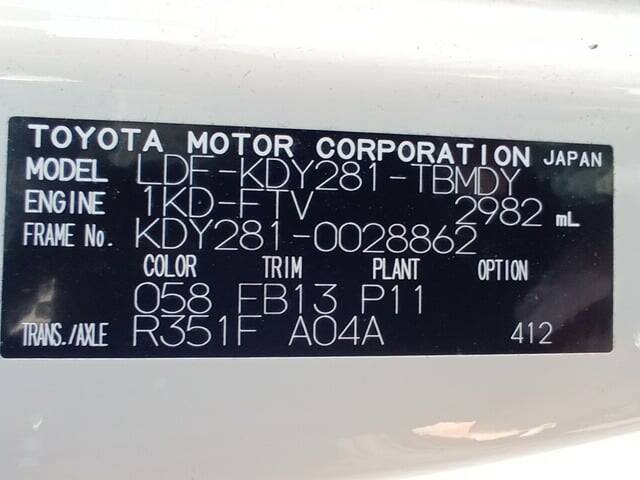 TOYOTA MOTOR CORPORATION JAPAN
MODEL LDF-KDY281-TBMDY
ENGINE 1KD-FTV 2982 mL
FRAME No. KDY281-0028862
COLOR TRIM PLANT OPTION
058 FB13 P11
TRANS./AXLE R351F A04A 412